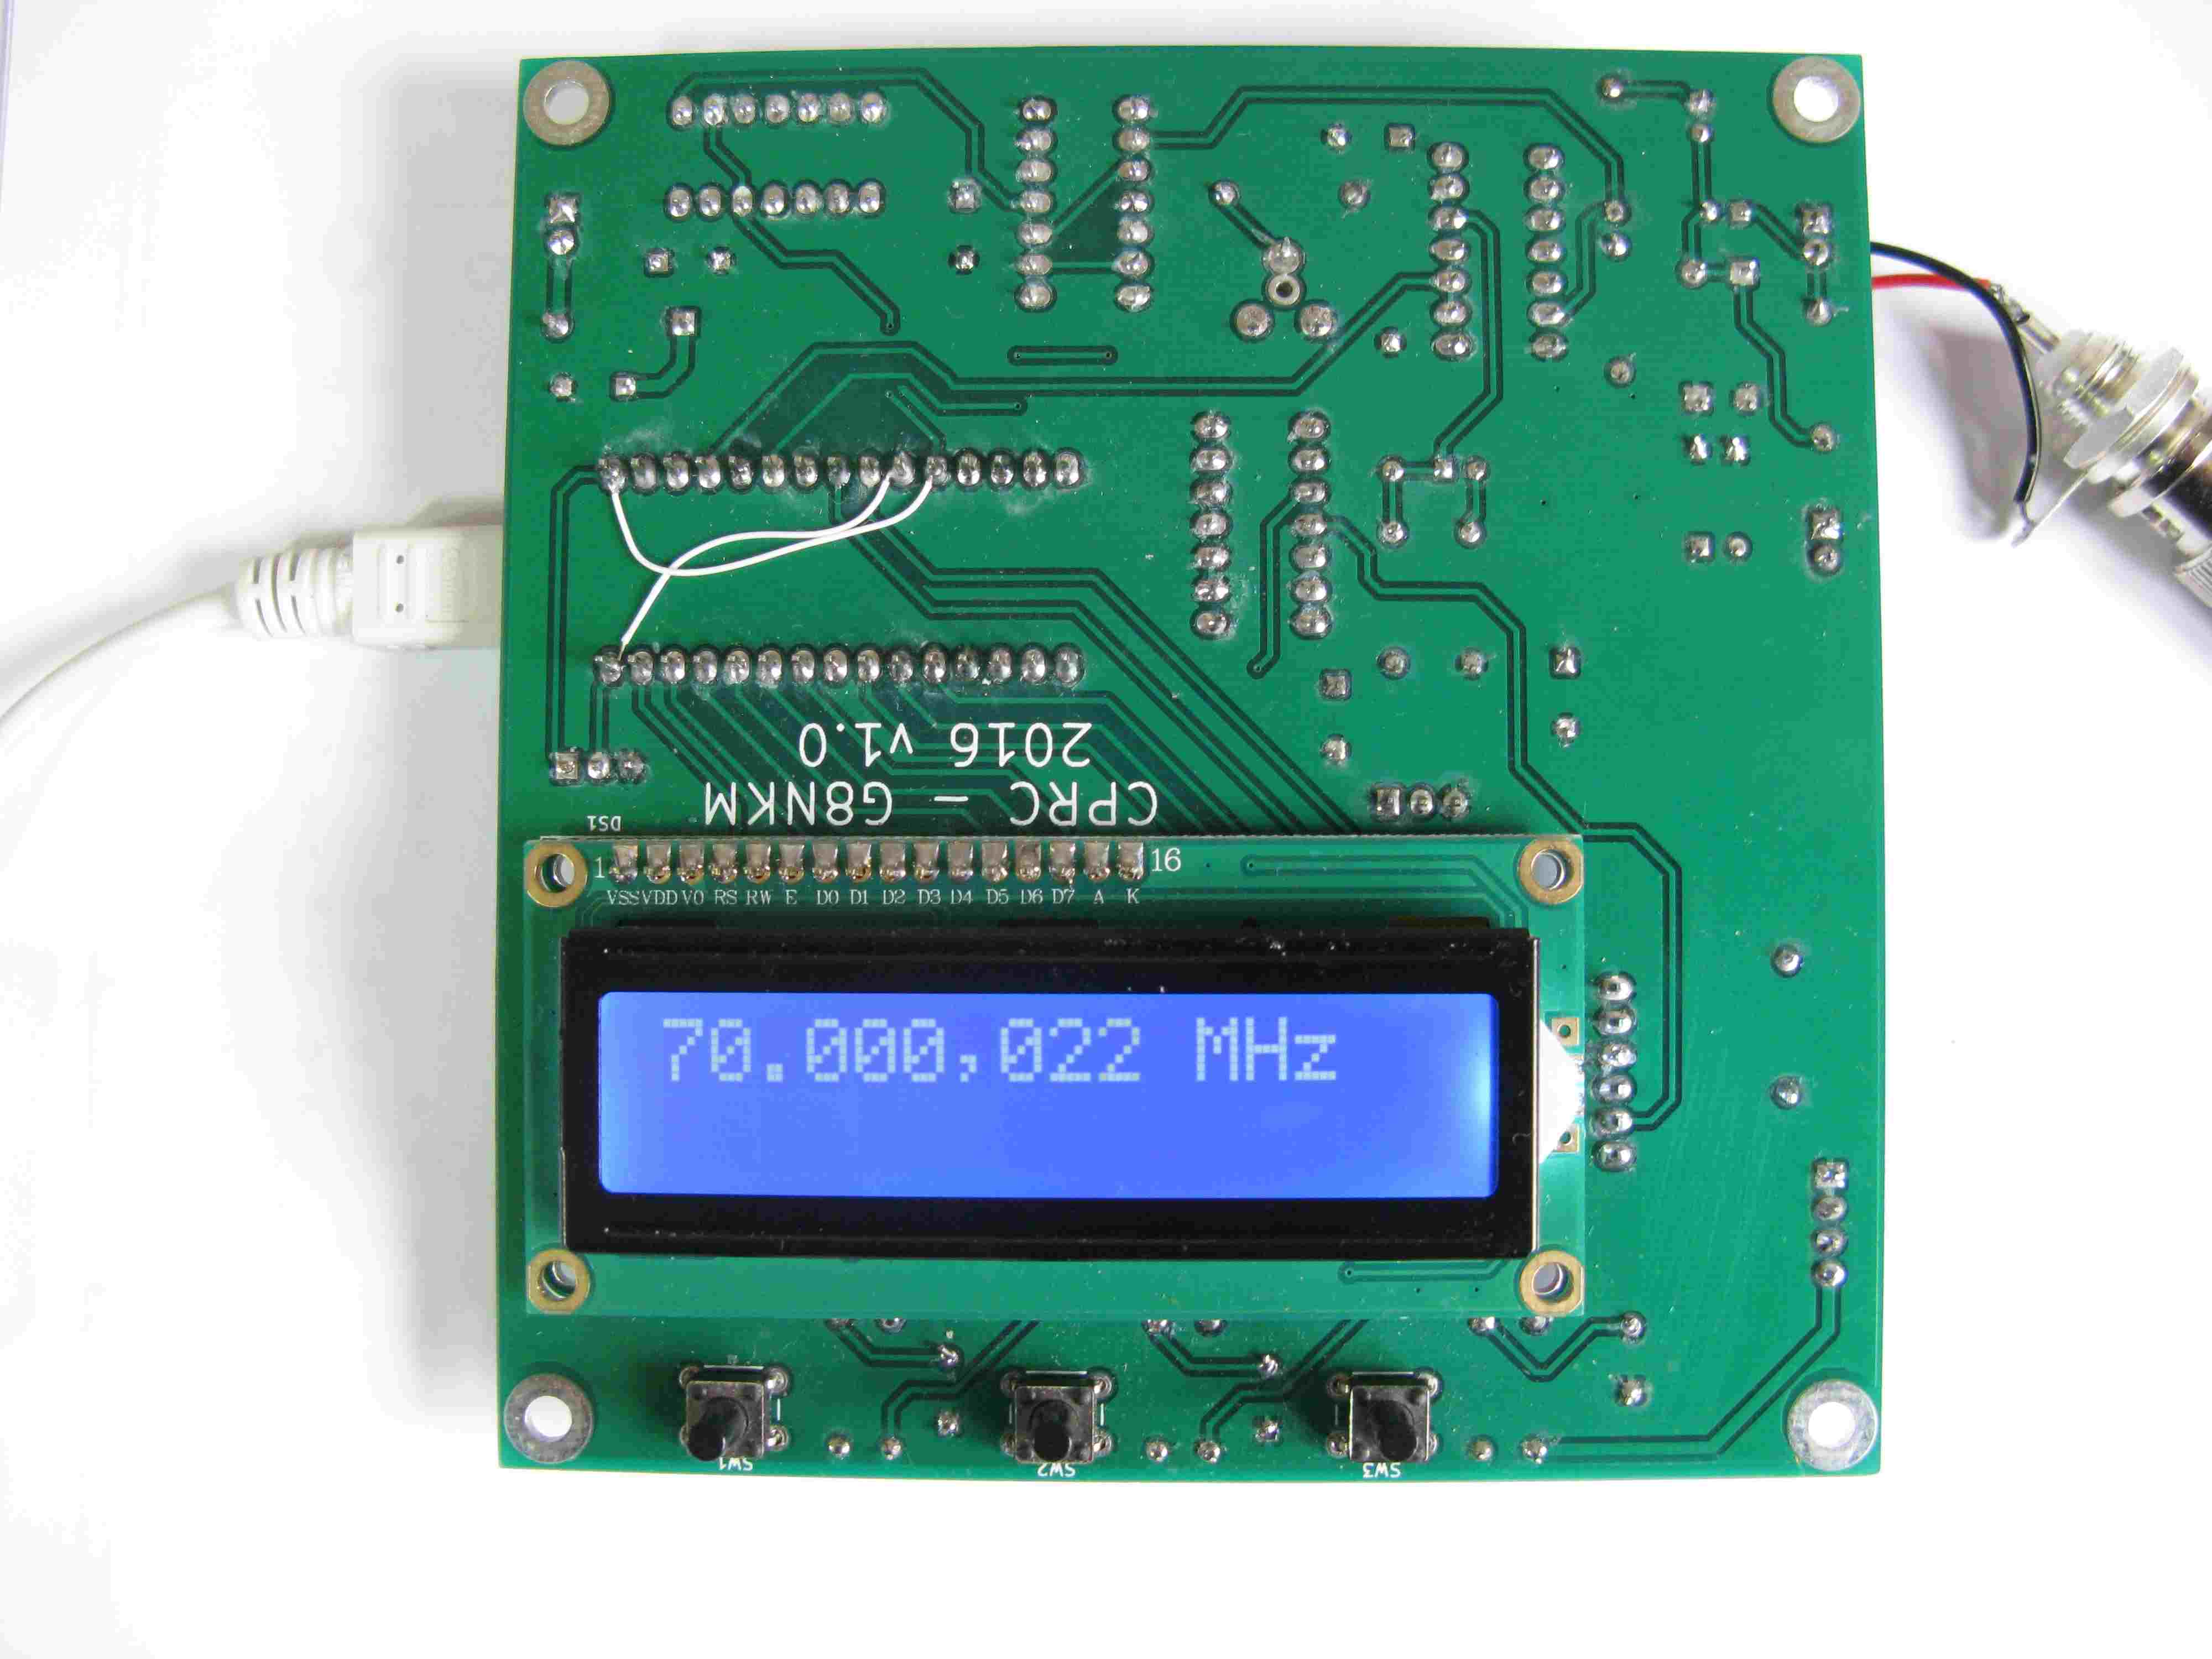 2016 v1.0
CPRC - G8NKM
DS1
1 16
VSS VDD V0 RS RW E D0 D1 D2 D3 D4 D5 D6 D7 A K
70.000,022 MHz
SW1 SW2 SW3